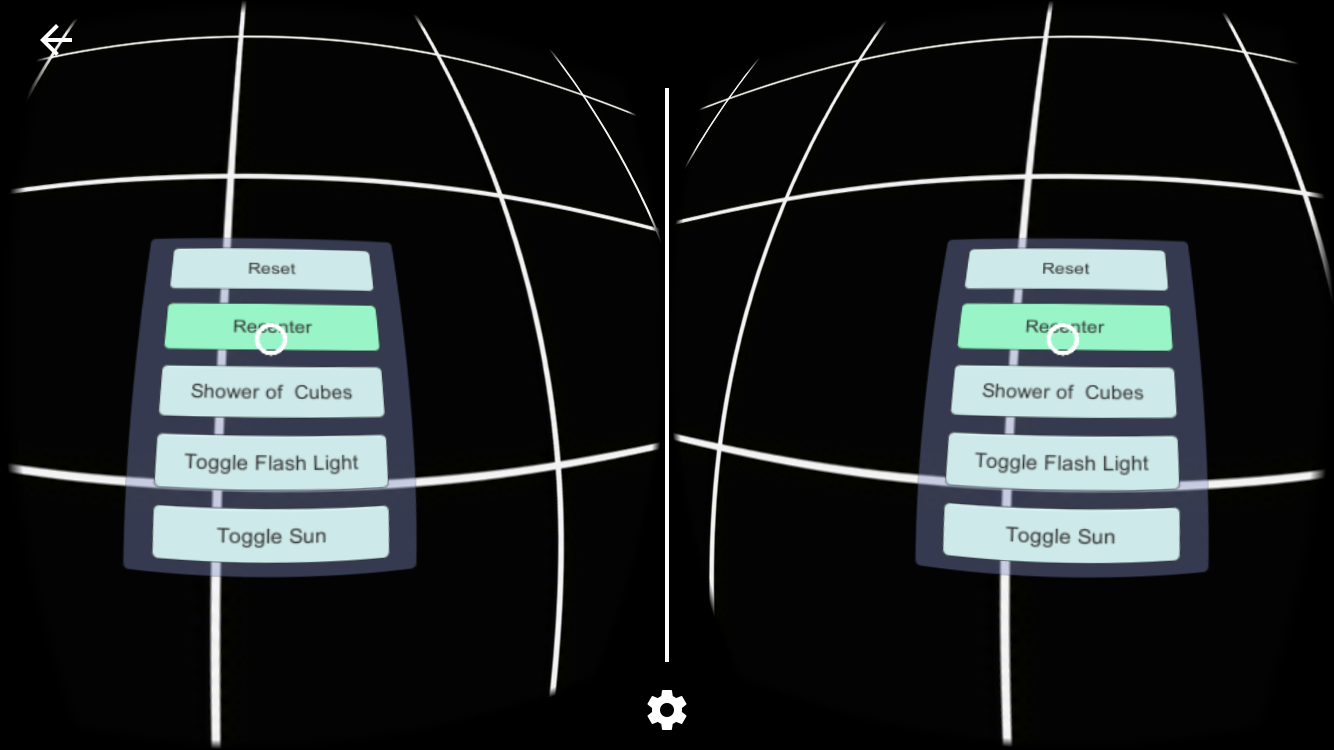 Reset
Recenter
Shower of  Cubes
Toggle Flash Light
Toggle Sun
Reset
Recenter
Shower of  Cubes
Toggle Flash Light
Toggle Sun